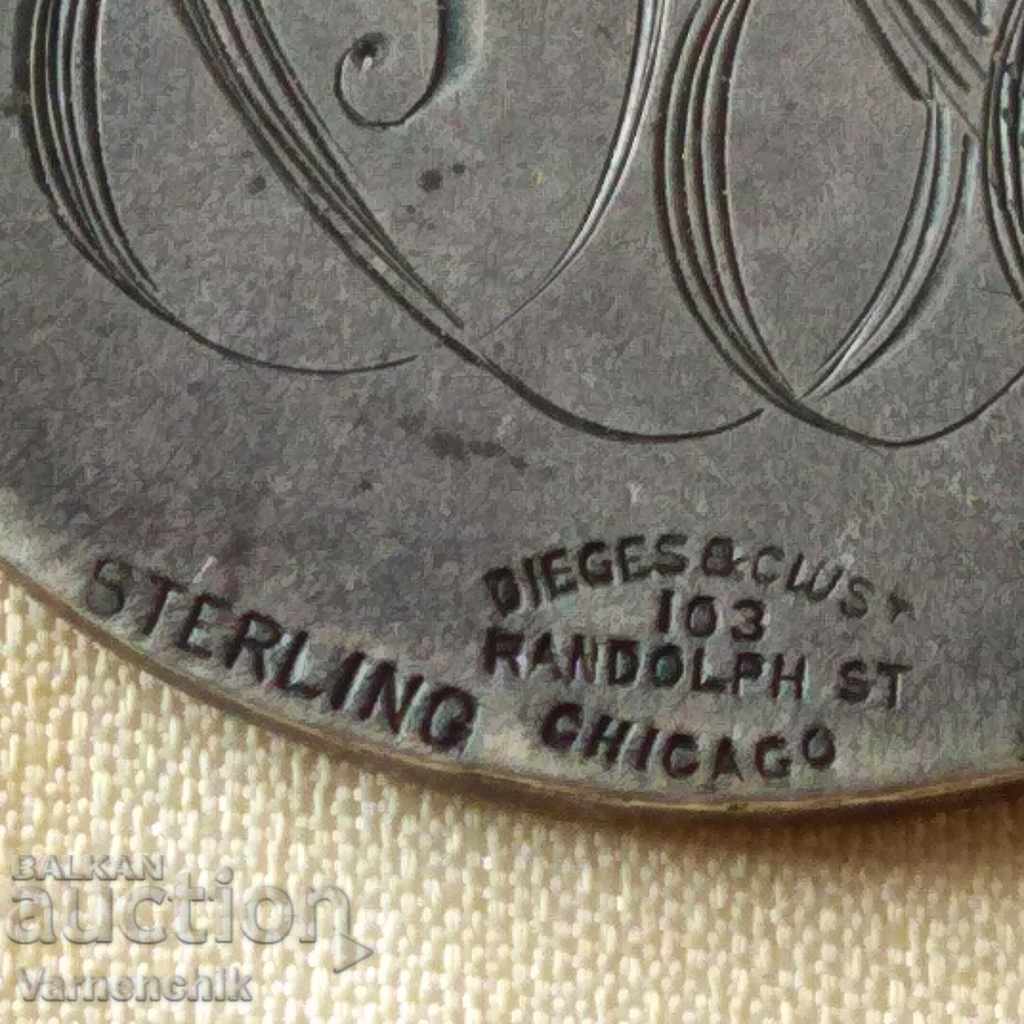 STERLING
DIEGES & CLUST
103
RANDOLPH ST
CHICAGO
BALKAN
auction
Varnenchik